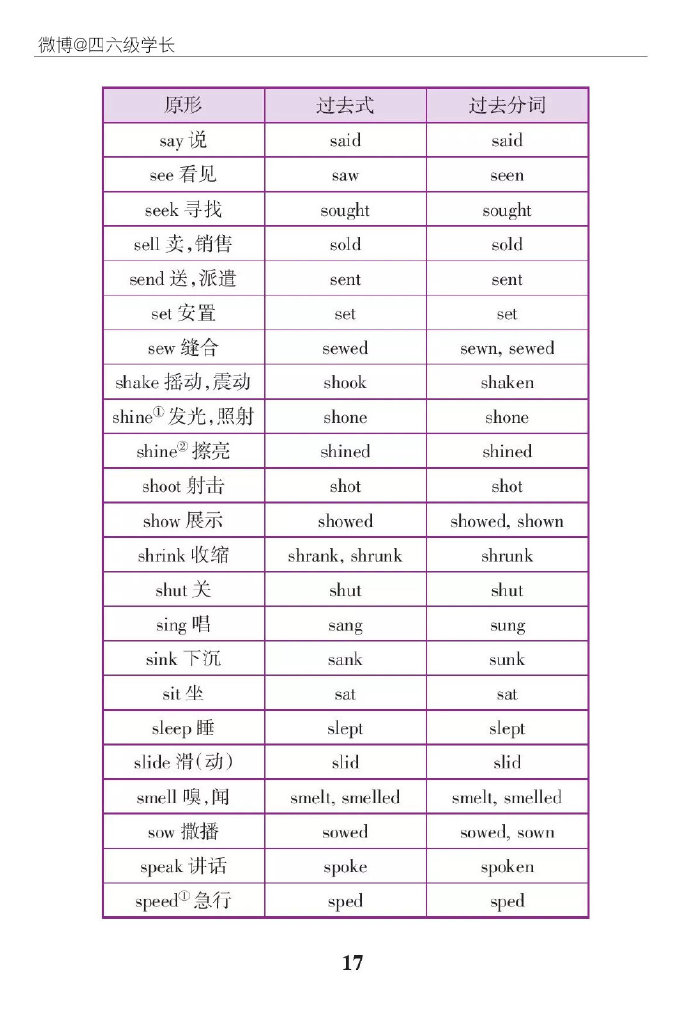 微博@四六级学长
原形 过去式 过去分词
say 说 said said
see 看见 saw seen
seek 寻找 sought sought
sell 卖,销售 sold sold
send 送,派遣 sent sent
set 安置 set set
sew 缝合 sewed sewn, sewed
shake 摇动,震动 shook shaken
shine① 发光,照射 shone shone
shine② 擦亮 shined shined
shoot 射击 shot shot
show 展示 showed showed, shown
shrink 收缩 shrank, shrunk shrunk
shut 关 shut shut
sing 唱 sang sung
sink 下沉 sank sunk
sit 坐 sat sat
sleep 睡 slept slept
slide 滑(动) slid slid
smell 嗅,闻 smelt, smelled smelt, smelled
sow 撒播 sowed sowed, sown
speak 讲话 spoke spoken
speed① 急行 sped sped
17